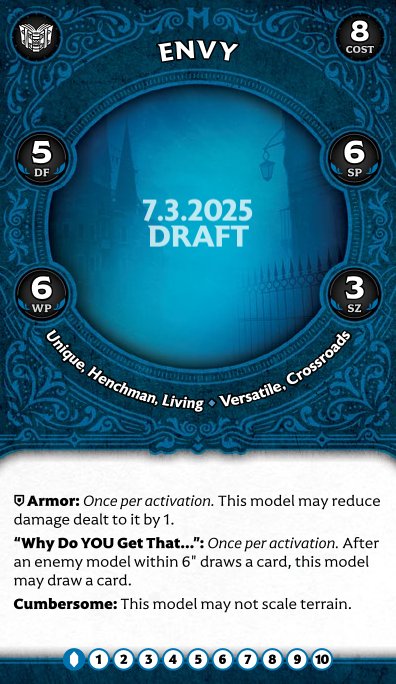 ENVY
8
COST
5
DF
6
SP
7.3.2025
DRAFT
6
WP
3
SZ
Unique, Henchman, Living ◆ Versatile, Crossroads
Armor: Once per activation. This model may reduce
damage dealt to it by 1.
“Why Do YOU Get That...”: Once per activation. After
an enemy model within 6" draws a card, this model
may draw a card.
Cumbersome: This model may not scale terrain.
1 2 3 4 5 6 7 8 9 10